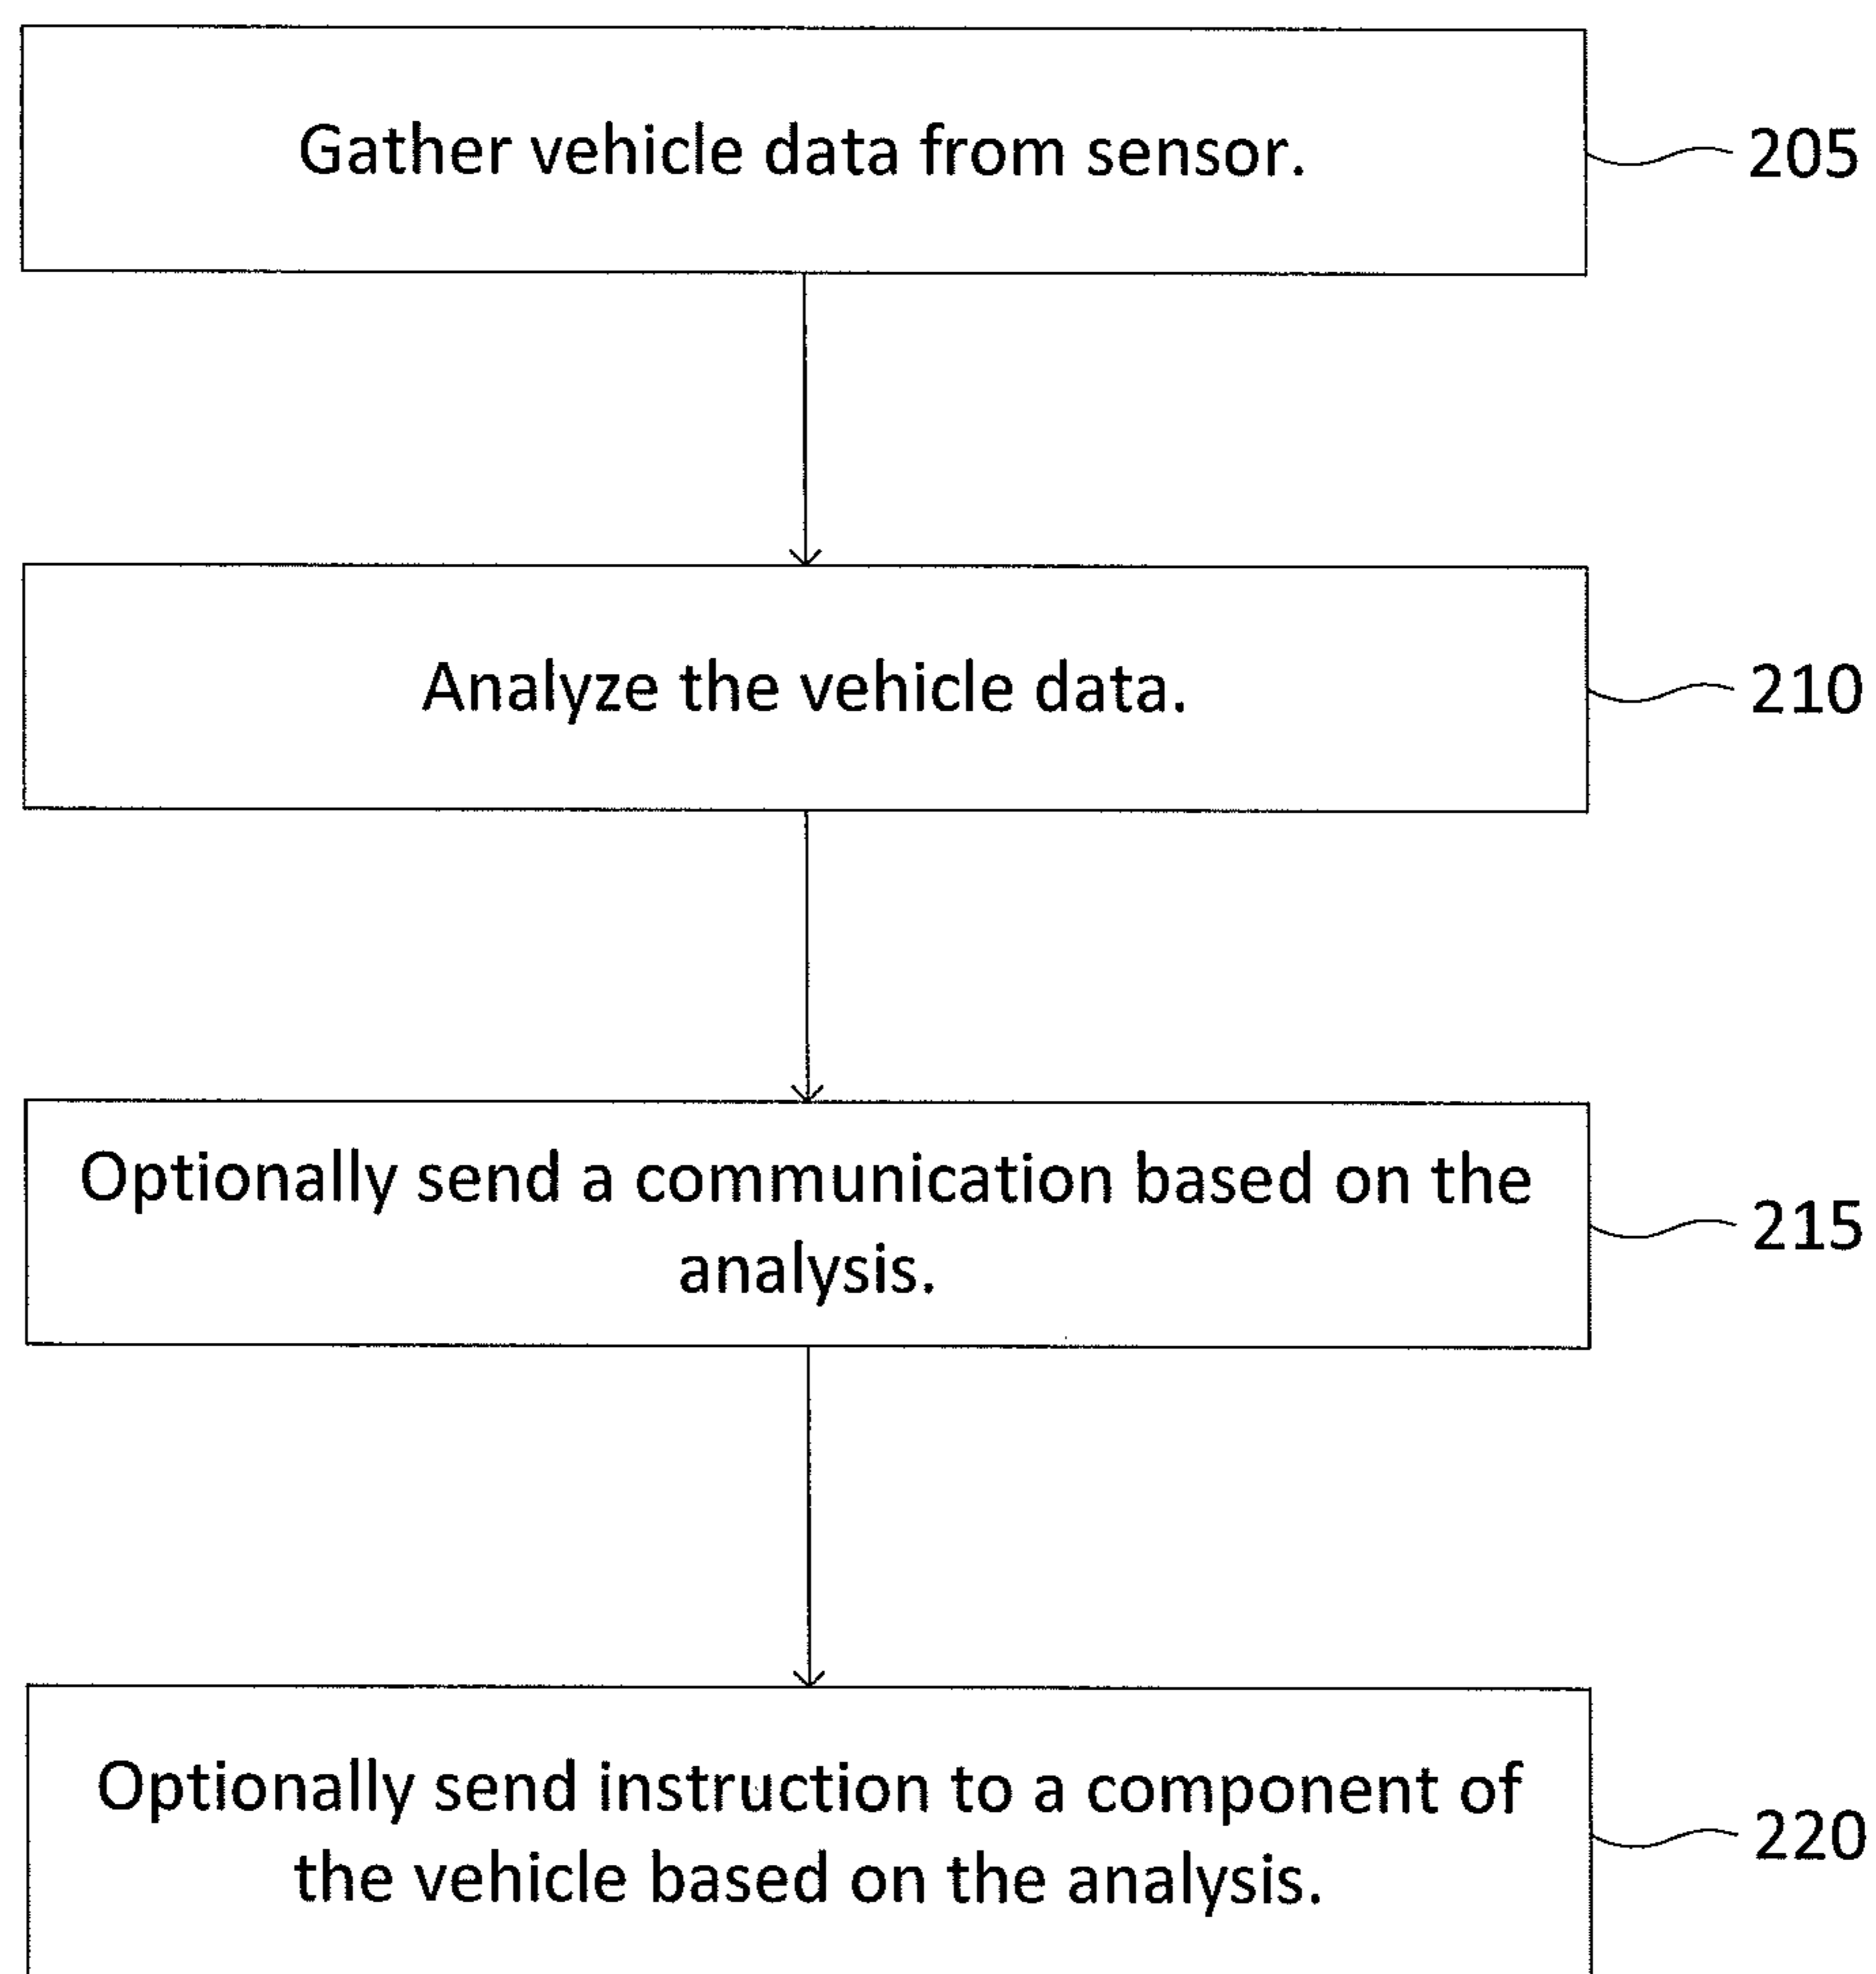 Gather vehicle data from sensor.
205
Analyze the vehicle data.
210
Optionally send a communication based on the
analysis.
215
Optionally send instruction to a component of
the vehicle based on the analysis.
220